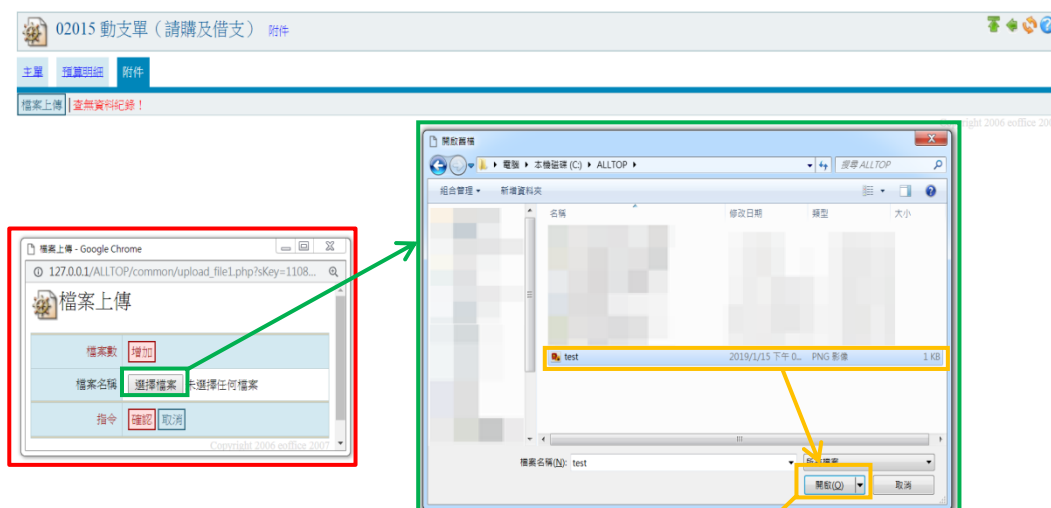 02015 動支單（請購及借支） 附件
主單 預算明細 附件
檔案上傳 查無資料紀錄！
開啟舊檔
電腦 本機磁碟 (C:) ALLTOP 搜尋 ALLTOP
組合管理 新增資料夾
名稱 修改日期 類型 大小
test 2019/1/15 下午 0... PNG 影像 1 KB
檔案名稱(N): test
開啟(O) 取消
檔案上傳 - Google Chrome
127.0.0.1/ALLTOP/common/upload_file1.php?sKey=1108...
檔案上傳
檔案數 增加
檔案名稱 選擇檔案 未選擇任何檔案
指令 確認 取消
Copyright 2006 eoffice 2007